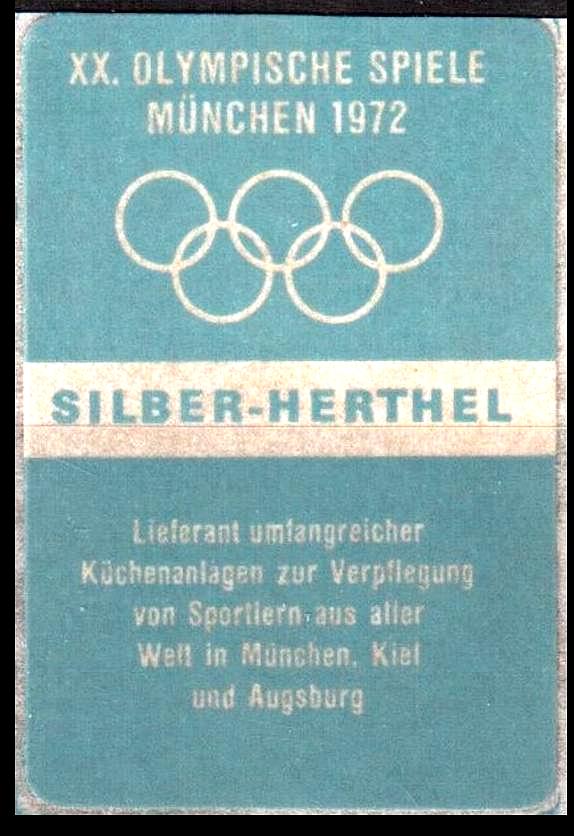 XX. OLYMPISCHE SPIELE
MÜNCHEN 1972
SILBER-HERTHEL
Lieferant umfangreicher
Küchenanlagen zur Verpflegung
von Sportlern aus aller
Welt in München, Kiel
und Augsburg